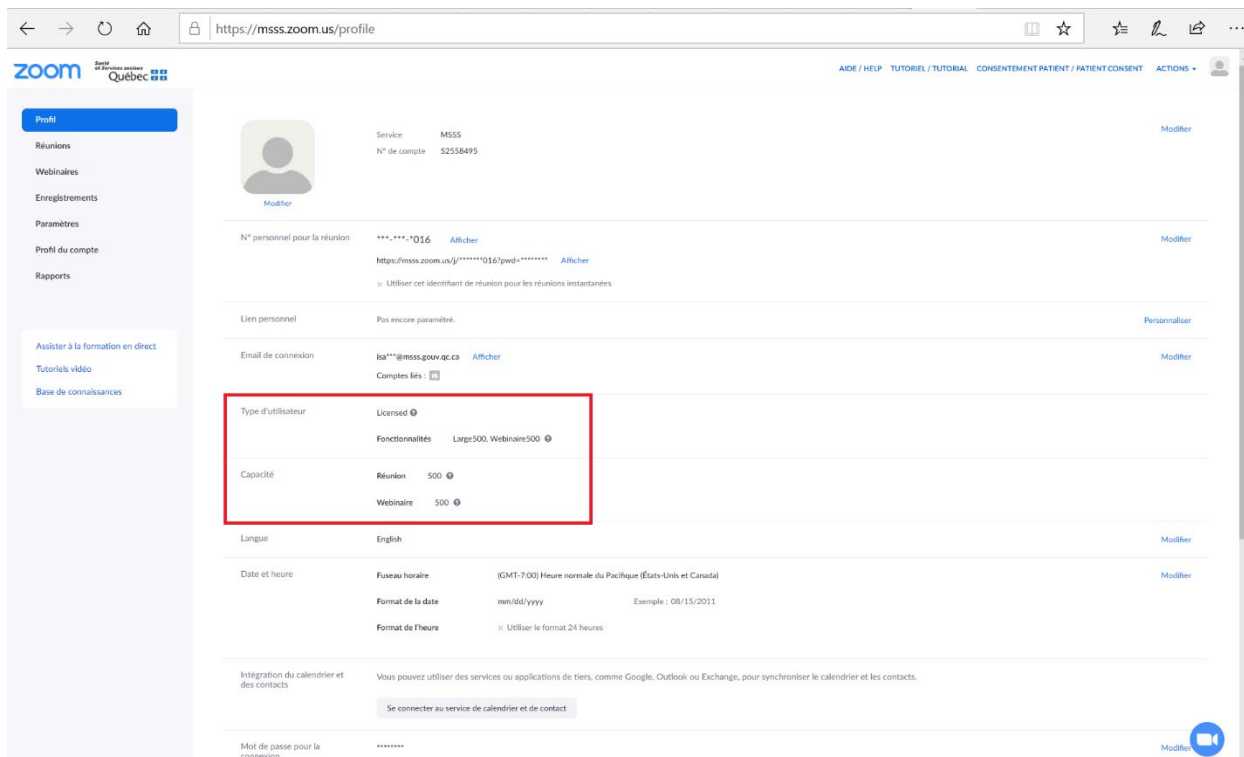 https://msss.zoom.us/profile
zoom Santé et Services sociaux Québec
AIDE / HELP TUTORIEL / TUTORIAL CONSENTEMENT PATIENT / PATIENT CONSENT ACTIONS
Profil
Réunions
Webinaires
Enregistrements
Paramètres
Profil du compte
Rapports
Assister à la formation en direct
Tutoriels vidéo
Base de connaissances
Modifier
Service MSSS Modifier
N° de compte 52558495
N° personnel pour la réunion ***-***-*016 Afficher Modifier
https://msss.zoom.us/j/*******016?pwd=******** Afficher
× Utiliser cet identifiant de réunion pour les réunions instantanées
Lien personnel Pas encore paramétré. Personnaliser
Email de connexion isa***@msss.gouv.qc.ca Afficher Modifier
Comptes liés :
Type d'utilisateur Licensed
Fonctionnalités Large500, Webinaire500
Capacité Réunion 500
Webinaire 500
Langue English Modifier
Date et heure Fuseau horaire (GMT-7:00) Heure normale du Pacifique (États-Unis et Canada) Modifier
Format de la date mm/dd/yyyy Exemple : 08/15/2011
Format de l'heure × Utiliser le format 24 heures
Intégration du calendrier et des contacts Vous pouvez utiliser des services ou applications de tiers, comme Google, Outlook ou Exchange, pour synchroniser le calendrier et les contacts.
Se connecter au service de calendrier et de contact
Mot de passe pour la connexion ******** Modifier